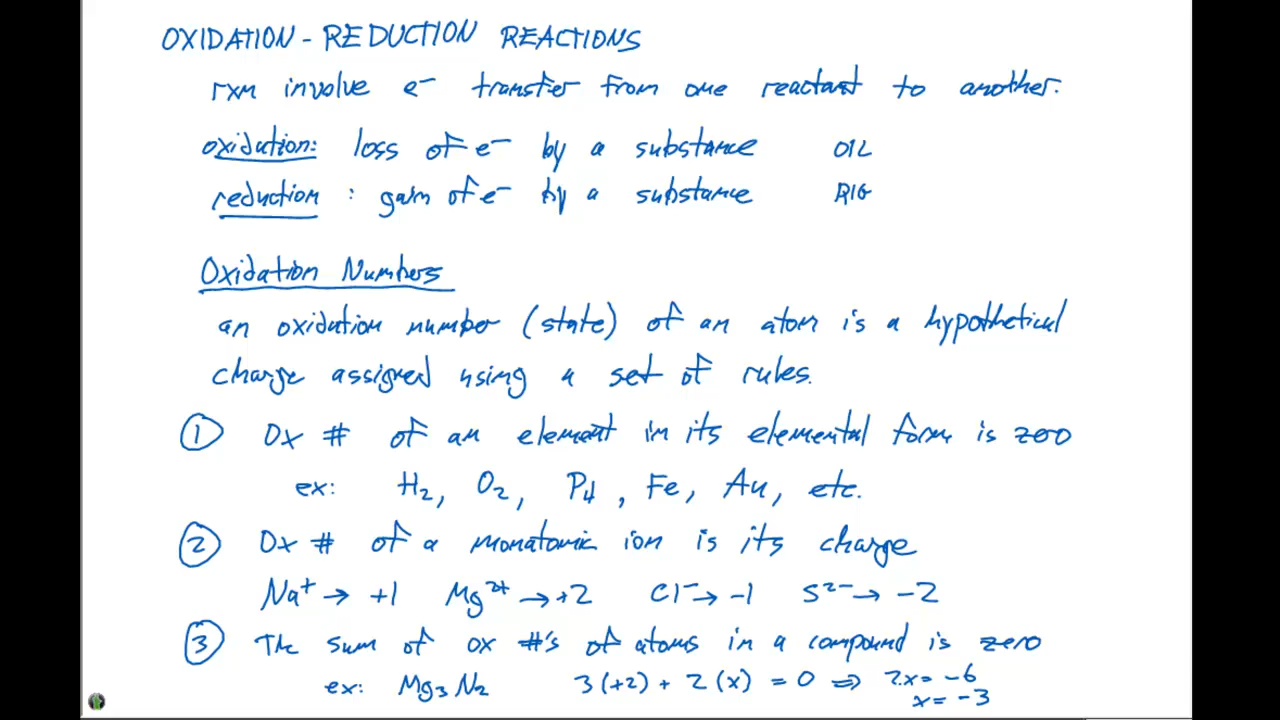 OXIDATION - REDUCTION REACTIONS
rxn involve e⁻ transfer from one reactant to another.
oxidation: loss of e⁻ by a substance OIL
reduction: gain of e⁻ by a substance RIG
Oxidation Numbers
an oxidation number (state) of an atom is a hypothetical
charge assigned using a set of rules.
① Ox # of an element in its elemental form is zero
ex: H₂, O₂, P₄, Fe, Au, etc.
② Ox # of a monatomic ion is its charge
Na⁺ → +1 Mg²⁺ → +2 Cl⁻ → -1 S²⁻ → -2
③ The sum of ox #'s of atoms in a compound is zero
ex: Mg₃N₂ 3(+2) + 2(x) = 0 ⇒ 2x = -6
x = -3